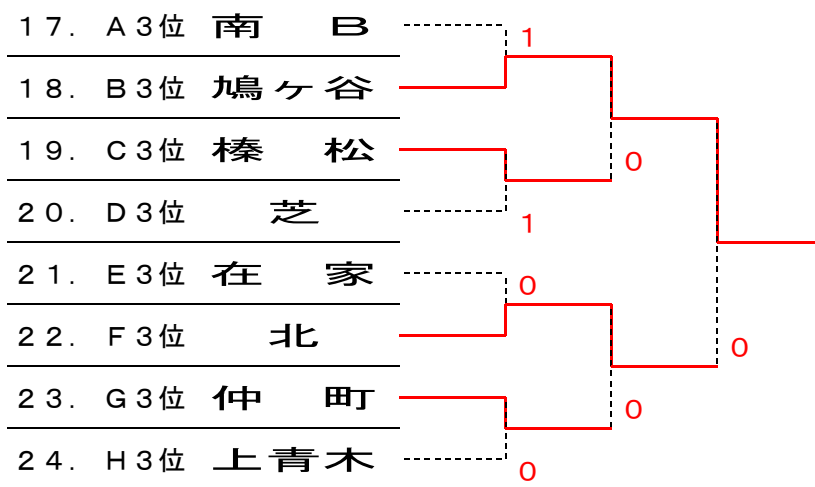 17. A3位 南 B
1
18. B3位 鳩ヶ谷
19. C3位 榛松
0
20. D3位 芝
1
21. E3位 在家
0
22. F3位 北
0
23. G3位 仲町
0
24. H3位 上青木
0